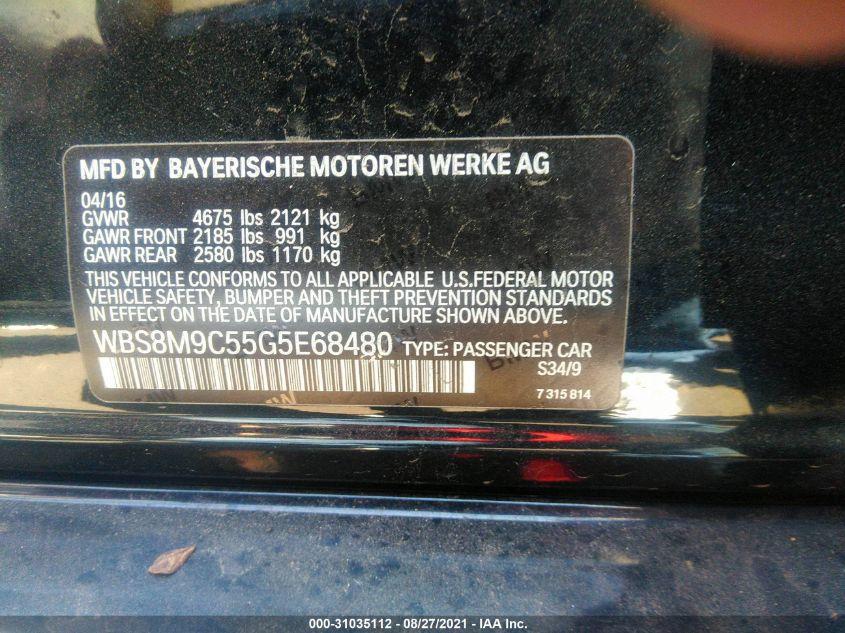 MFD BY BAYERISCHE MOTOREN WERKE AG
04/16
GVWR 4675 lbs 2121 kg
GAWR FRONT 2185 lbs 991 kg
GAWR REAR 2580 lbs 1170 kg
THIS VEHICLE CONFORMS TO ALL APPLICABLE U.S.FEDERAL MOTOR
VEHICLE SAFETY, BUMPER AND THEFT PREVENTION STANDARDS
IN EFFECT ON THE DATE OF MANUFACTURE SHOWN ABOVE.
WBS8M9C55G5E68480 TYPE: PASSENGER CAR
S34/9
7 315 814
000-31035112 - 08/27/2021 - IAA Inc.